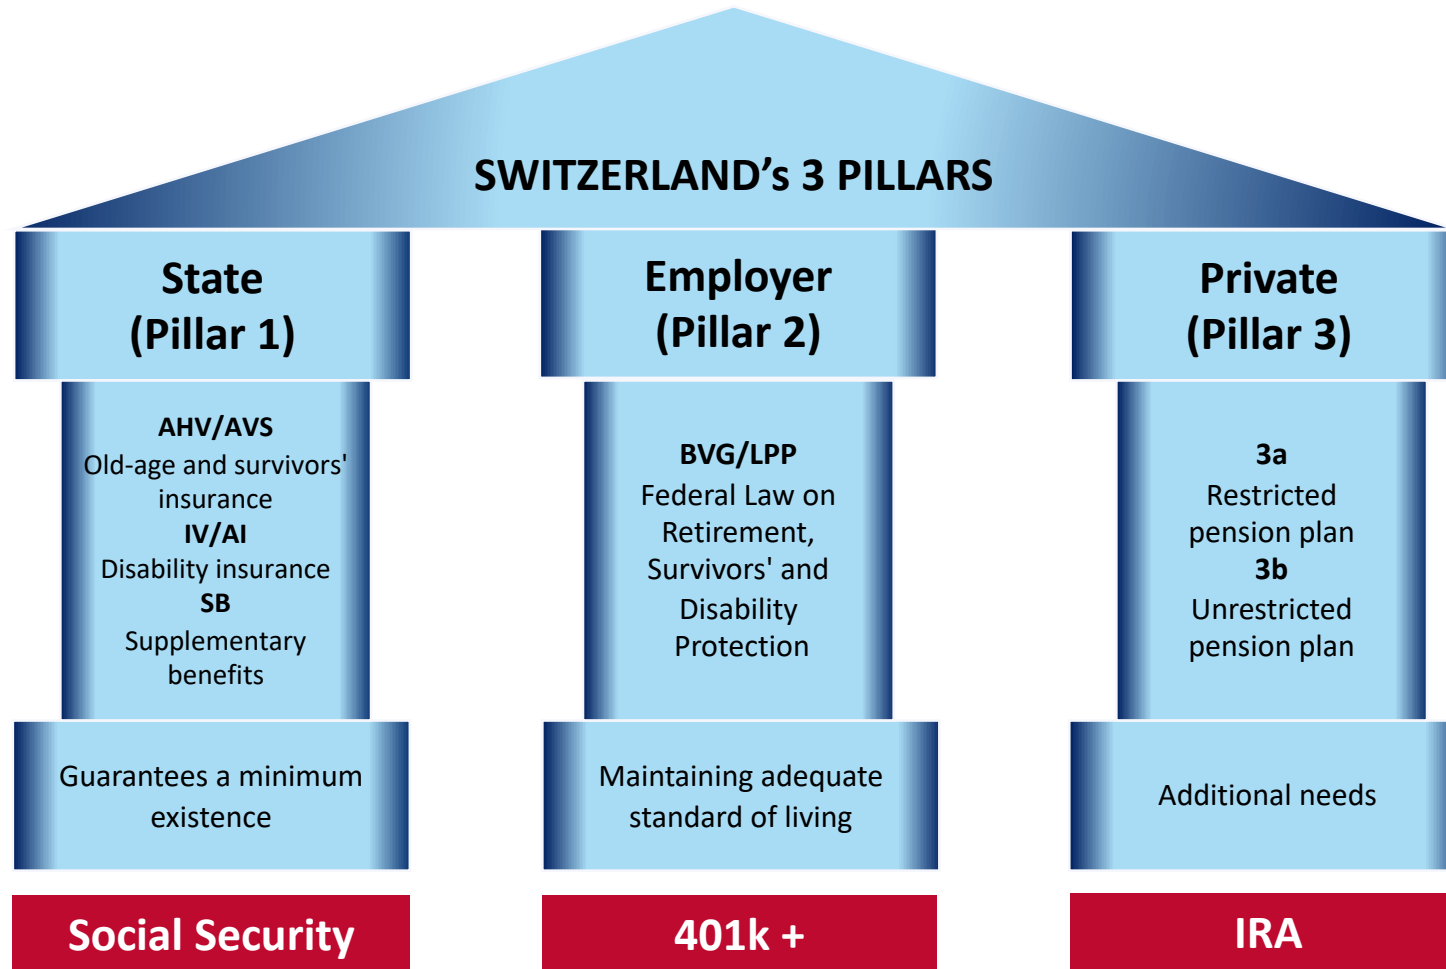 SWITZERLAND’s 3 PILLARS
State
(Pillar 1)
AHV/AVS
Old-age and survivors'
insurance
IV/AI
Disability insurance
SB
Supplementary
benefits
Guarantees a minimum
existence
Social Security
Employer
(Pillar 2)
BVG/LPP
Federal Law on
Retirement,
Survivors' and
Disability
Protection
Maintaining adequate
standard of living
401k +
Private
(Pillar 3)
3a
Restricted
pension plan
3b
Unrestricted
pension plan
Additional needs
IRA